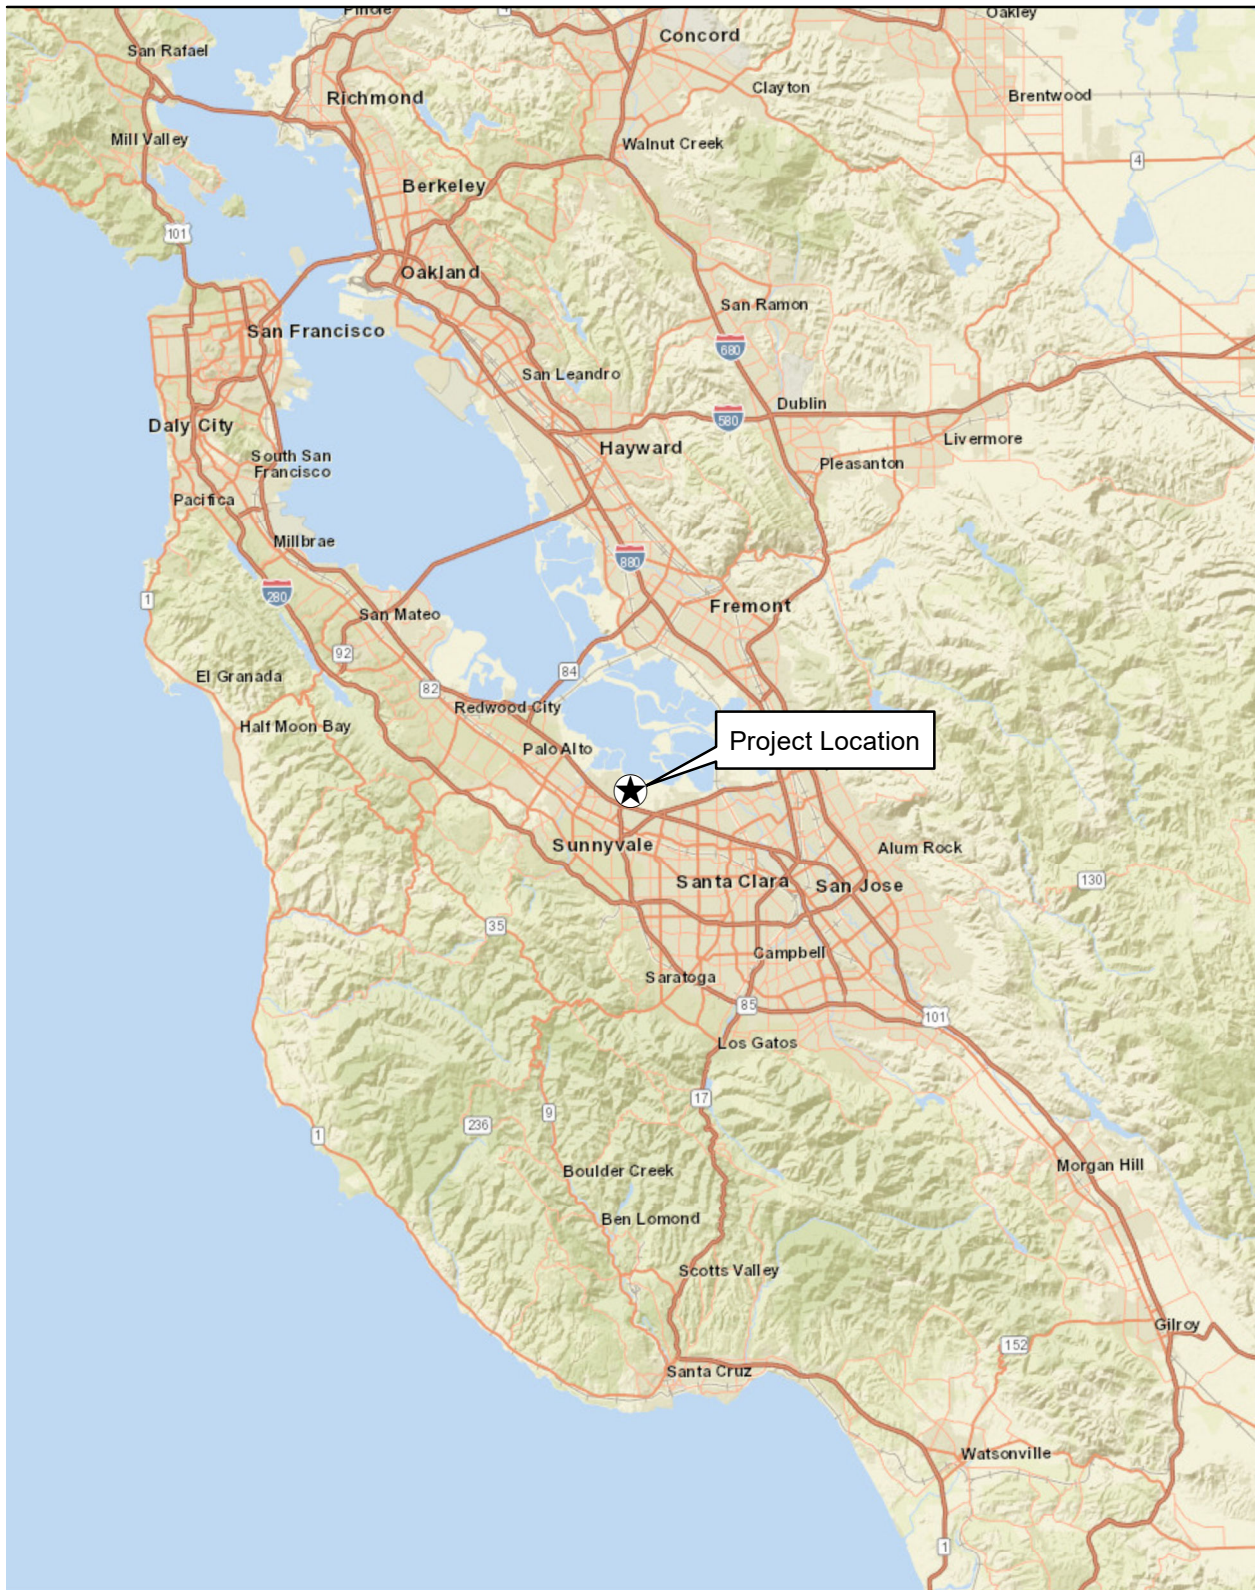 Pinole
Oakley
San Rafael
Concord
Clayton
Richmond
Brentwood
Mill Valley
Walnut Creek
4
Berkeley
101
Oakland
San Ramon
San Francisco
680
San Leandro
Dublin
580
Daly City
Livermore
Hayward
South San
Francisco
Pleasanton
Pacifica
Millbrae
880
280
1
Fremont
San Mateo
92
84
El Granada
82
Redwood City
Half Moon Bay
Palo Alto
Project Location
Sunnyvale
Alum Rock
Santa Clara
San Jose
130
35
Campbell
Saratoga
85
101
Los Gatos
17
9
236
1
Morgan Hill
Boulder Creek
Ben Lomond
Scotts Valley
Gilroy
152
Santa Cruz
Watsonville
1